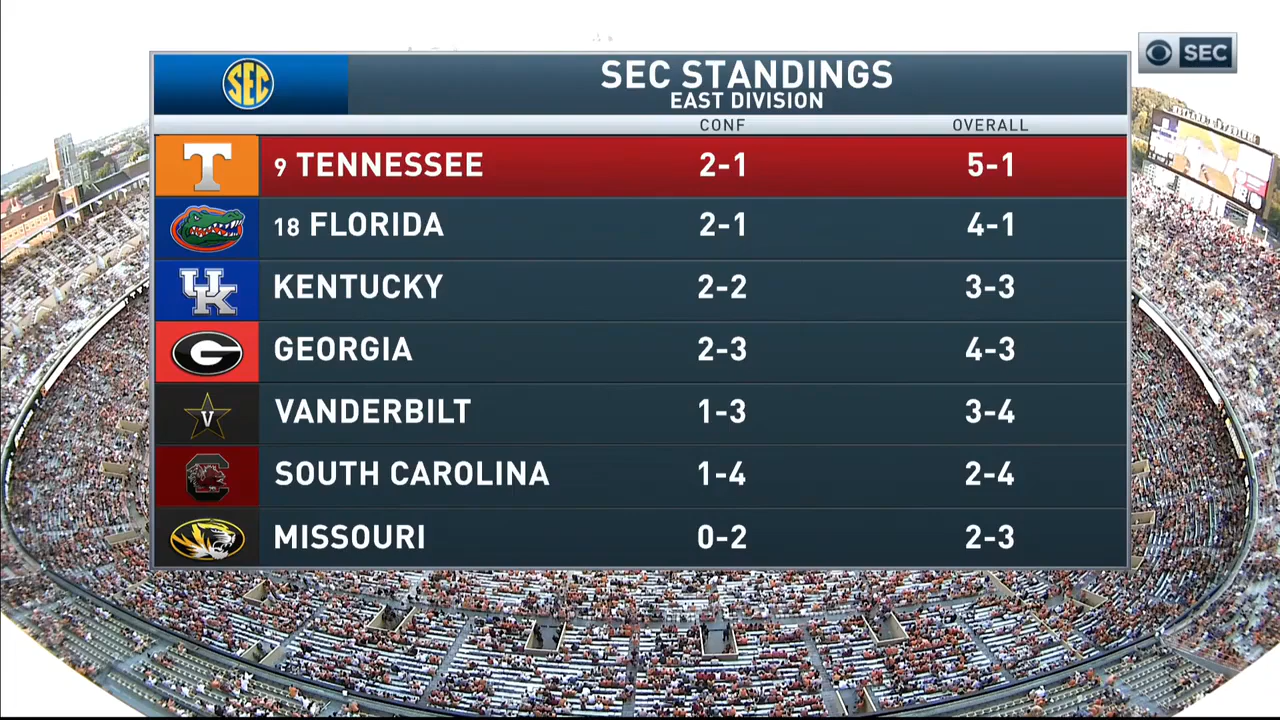 SEC
SEC
SEC STANDINGS
EAST DIVISION
CONF OVERALL
T 9 TENNESSEE 2-1 5-1
18 FLORIDA 2-1 4-1
UK KENTUCKY 2-2 3-3
G GEORGIA 2-3 4-3
V VANDERBILT 1-3 3-4
C SOUTH CAROLINA 1-4 2-4
MISSOURI 0-2 2-3